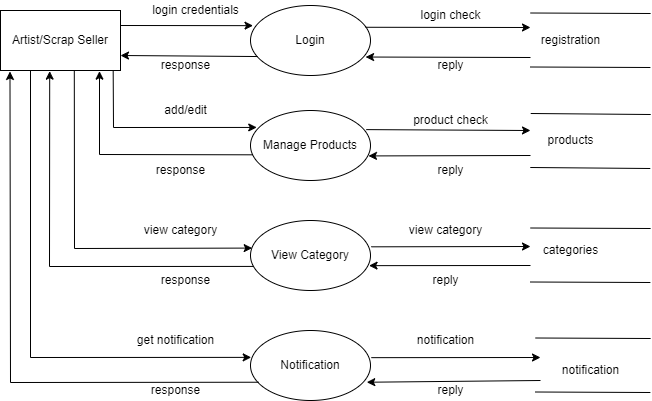 login credentials
login check
Artist/Scrap Seller
Login
registration
response
reply
add/edit
product check
Manage Products
products
response
reply
view category
view category
View Category
categories
response
reply
get notification
notification
Notification
notification
response
reply